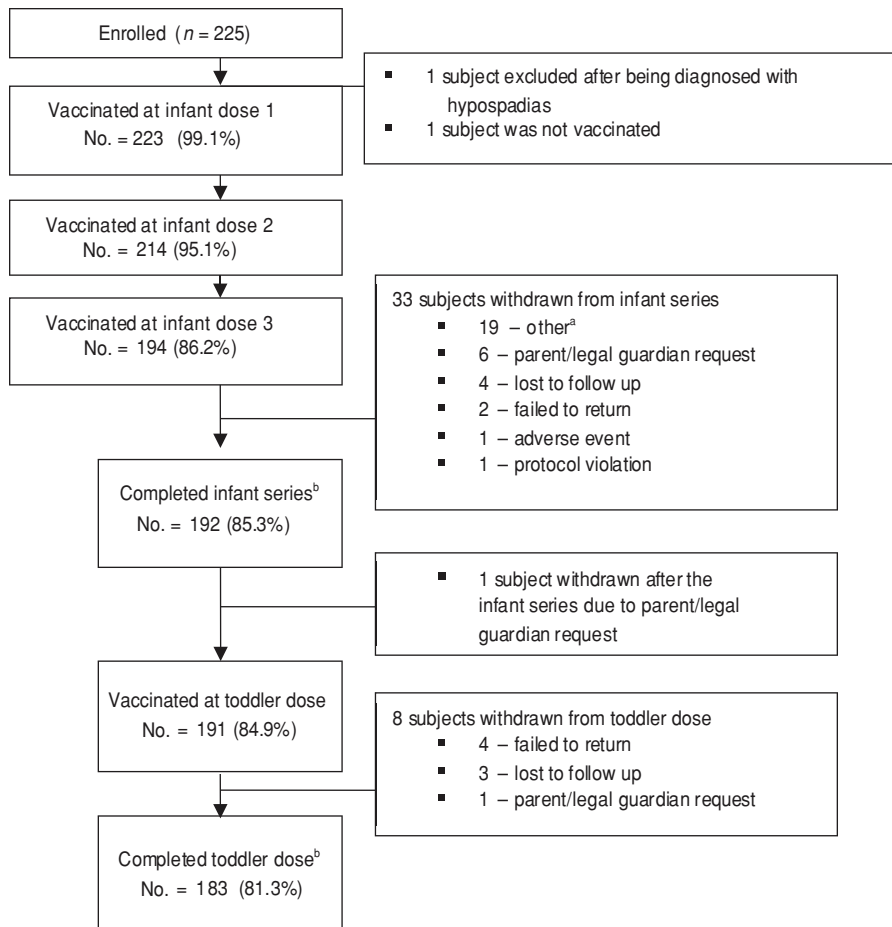 Enrolled (n = 225)
▪ 1 subject excluded after being diagnosed with
hypospadias
▪ 1 subject was not vaccinated
Vaccinated at infant dose 1
No. = 223 (99.1%)
Vaccinated at infant dose 2
No. = 214 (95.1%)
Vaccinated at infant dose 3
No. = 194 (86.2%)
33 subjects withdrawn from infant series
▪ 19 – otherᵃ
▪ 6 – parent/legal guardian request
▪ 4 – lost to follow up
▪ 2 – failed to return
▪ 1 – adverse event
▪ 1 – protocol violation
Completed infant seriesᵇ
No. = 192 (85.3%)
▪ 1 subject withdrawn after the
infant series due to parent/legal
guardian request
Vaccinated at toddler dose
No. = 191 (84.9%)
8 subjects withdrawn from toddler dose
▪ 4 – failed to return
▪ 3 – lost to follow up
▪ 1 – parent/legal guardian request
Completed toddler doseᵇ
No. = 183 (81.3%)